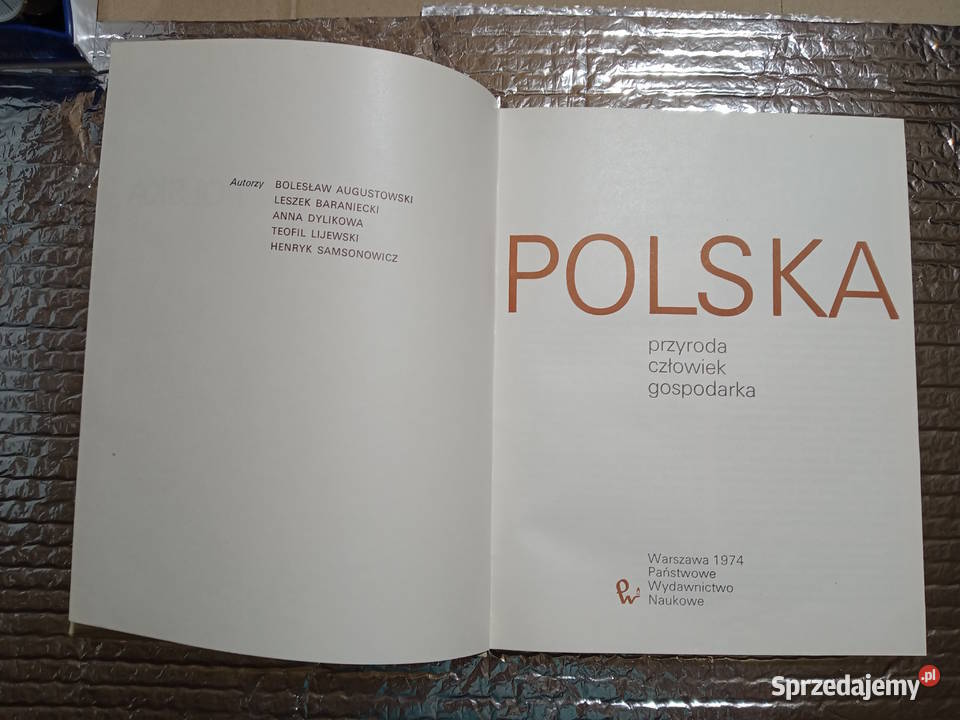 Autorzy BOLESŁAW AUGUSTOWSKI
LESZEK BARANIECKI
ANNA DYLIKOWA
TEOFIL LIJEWSKI
HENRYK SAMSONOWICZ
POLSKA
przyroda
człowiek
gospodarka
Warszawa 1974
Państwowe
Wydawnictwo
Naukowe
Sprzedajemy.pl